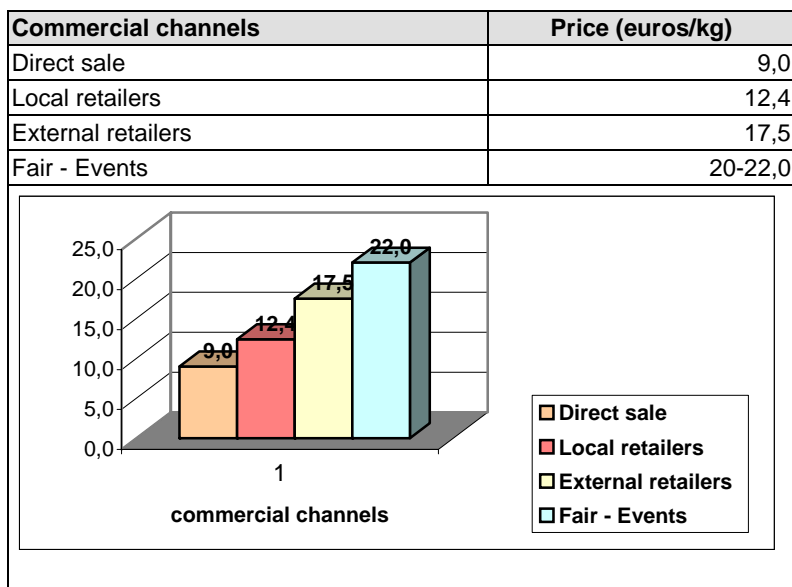 Commercial channels Price (euros/kg)
Direct sale 9,0
Local retailers 12,4
External retailers 17,5
Fair - Events 20-22,0
25,0
20,0
15,0
10,0
5,0
0,0
9,0
12,4
17,5
22,0
1
commercial channels
Direct sale
Local retailers
External retailers
Fair - Events